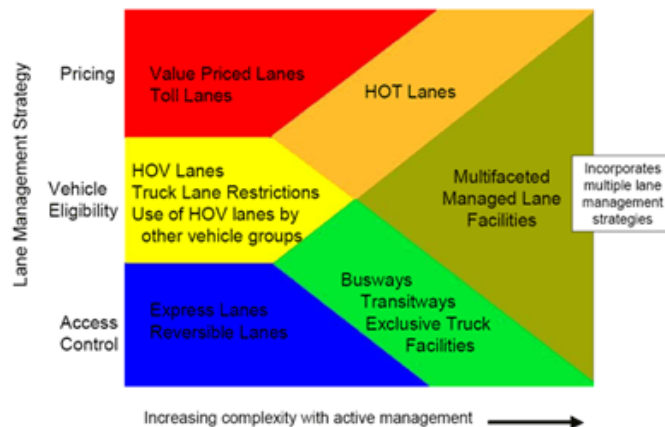 Lane Management Strategy
Pricing
Value Priced Lanes
Toll Lanes
HOT Lanes
Vehicle
Eligibility
HOV Lanes
Truck Lane Restrictions
Use of HOV lanes by
other vehicle groups
Multifaceted
Managed Lane
Facilities
Incorporates
multiple lane
management
strategies
Access
Control
Express Lanes
Reversible Lanes
Busways
Transitways
Exclusive Truck
Facilities
Increasing complexity with active management